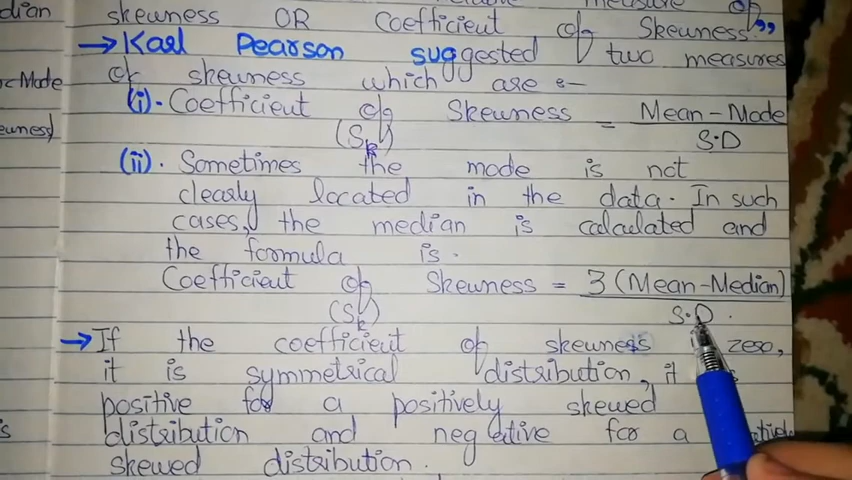 dian skewness OR Coefficient of Skewness."
→ Karl Pearson suggested two measures
of skewness which are :-
(i). Coefficient of Skewness = Mean - Mode
(Sk) S.D
(ii). Sometimes the mode is not
clearly located in the data. In such
cases, the median is calculated and
the formula is.
Coefficient of Skewness = 3 (Mean - Median)
(Sk) S.D.
→ If the coefficient of skewness zero,
it is symmetrical distribution, it
positive for a positively skewed
distribution and negative for a
skewed distribution.